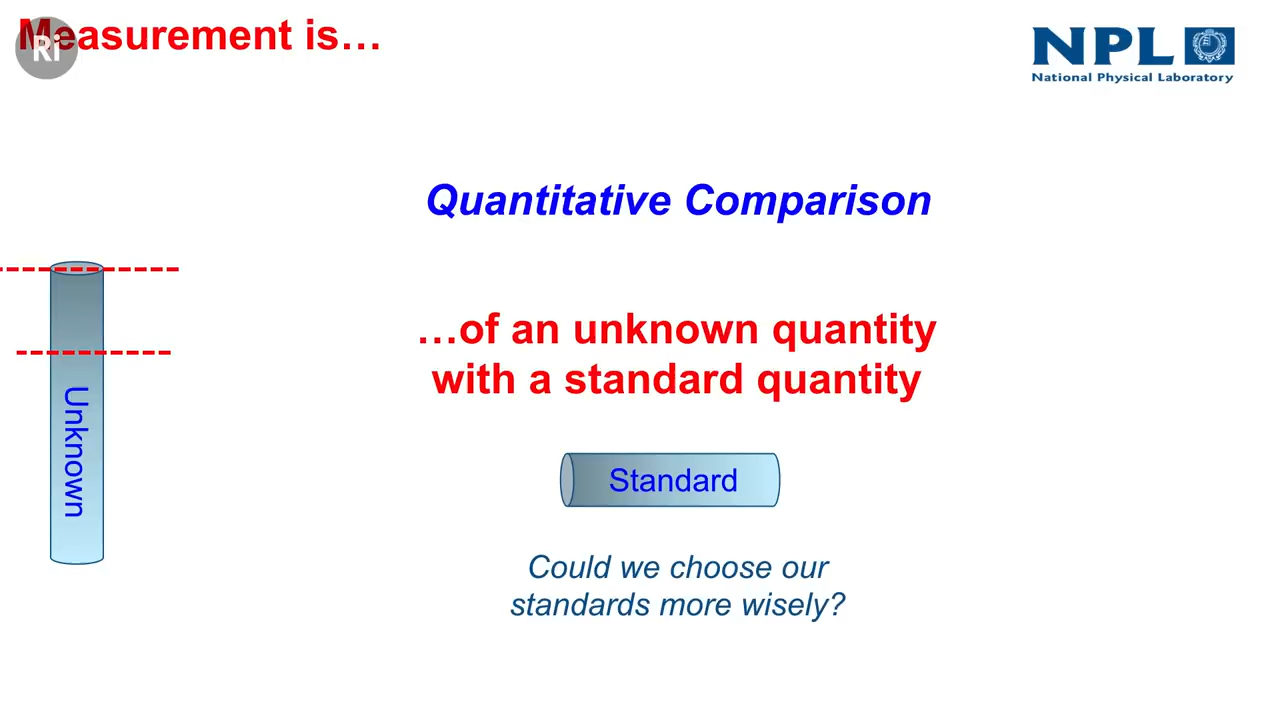 Measurement is…
Ri
NPL
National Physical Laboratory
Quantitative Comparison
…of an unknown quantity
with a standard quantity
Unknown
Standard
Could we choose our
standards more wisely?